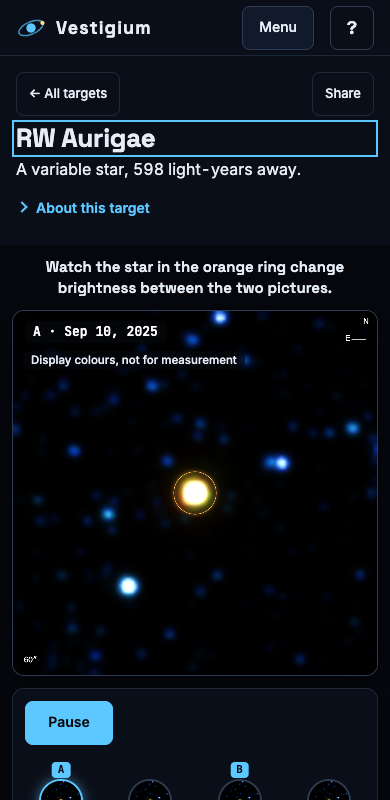 Vestigium
Menu
?
← All targets
Share
RW Aurigae
A variable star, 598 light-years away.
About this target
Watch the star in the orange ring change
brightness between the two pictures.
A · Sep 10, 2025
N
E
Display colours, not for measurement
60″
Pause
A
B